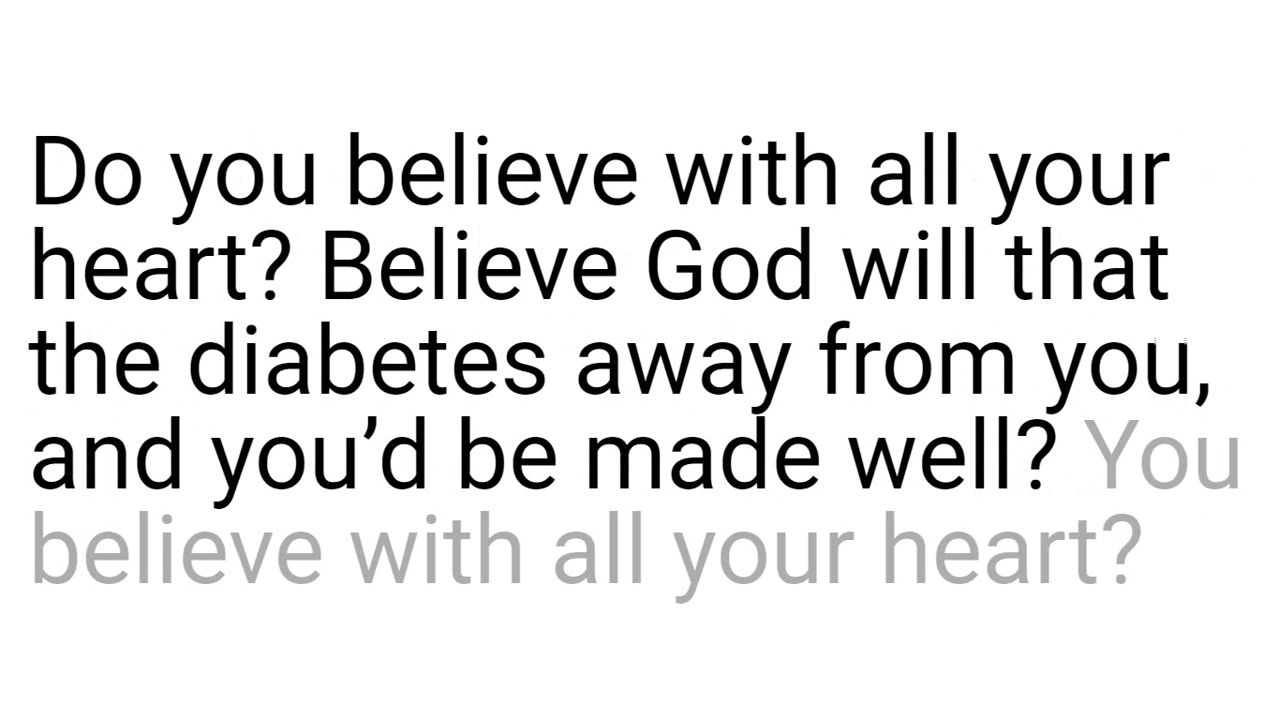 Do you believe with all your
heart? Believe God will that
the diabetes away from you,
and you’d be made well? You
believe with all your heart?